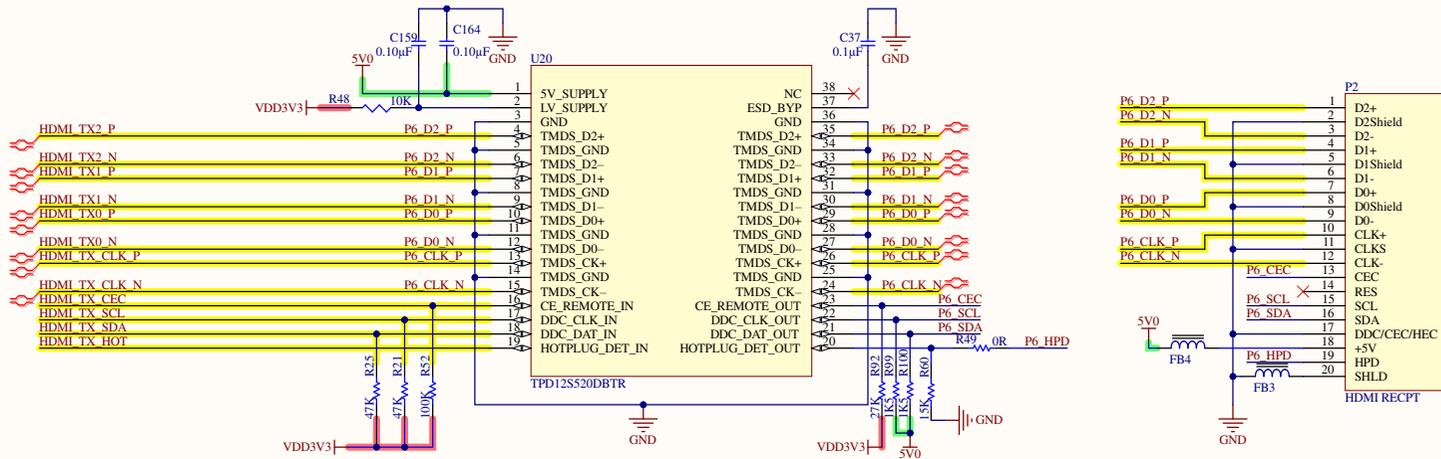 C159
0.10µF
C164
0.10µF
GND
5V0
VDD3V3
R48
10K
U20
C37
0.1µF
GND
1 5V_SUPPLY NC 38
2 LV_SUPPLY ESD_BYP 37
3 GND GND 36
HDMI_TX2_P P6_D2_P 4 TMDS_D2+ TMDS_D2+ 35 P6_D2_P
5 TMDS_GND TMDS_GND 34
HDMI_TX2_N P6_D2_N 6 TMDS_D2– TMDS_D2– 33 P6_D2_N
HDMI_TX1_P P6_D1_P 7 TMDS_D1+ TMDS_D1+ 32 P6_D1_P
8 TMDS_GND TMDS_GND 31
HDMI_TX1_N P6_D1_N 9 TMDS_D1– TMDS_D1– 30 P6_D1_N
HDMI_TX0_P P6_D0_P 10 TMDS_D0+ TMDS_D0+ 29 P6_D0_P
11 TMDS_GND TMDS_GND 28
HDMI_TX0_N P6_D0_N 12 TMDS_D0– TMDS_D0– 27 P6_D0_N
HDMI_TX_CLK_P P6_CLK_P 13 TMDS_CK+ TMDS_CK+ 26 P6_CLK_P
14 TMDS_GND TMDS_GND 25
HDMI_TX_CLK_N P6_CLK_N 15 TMDS_CK– TMDS_CK– 24 P6_CLK_N
HDMI_TX_CEC 16 CE_REMOTE_IN CE_REMOTE_OUT 23 P6_CEC
HDMI_TX_SCL 17 DDC_CLK_IN DDC_CLK_OUT 22 P6_SCL
HDMI_TX_SDA 18 DDC_DAT_IN DDC_DAT_OUT 21 P6_SDA
HDMI_TX_HOT 19 HOTPLUG_DET_IN HOTPLUG_DET_OUT 20 R49 0R P6_HPD
TPD12S520DBTR
R25
47K
R21
47K
R52
100K
VDD3V3
GND
R92
27K
R99
1K5
R100
1K5
R60
15K
GND
VDD3V3
5V0
P2
P6_D2_P 1 D2+
2 D2Shield
P6_D2_N 3 D2-
P6_D1_P 4 D1+
5 D1Shield
P6_D1_N 6 D1-
P6_D0_P 7 D0+
8 D0Shield
P6_D0_N 9 D0-
P6_CLK_P 10 CLK+
11 CLKS
P6_CLK_N 12 CLK-
P6_CEC 13 CEC
14 RES
P6_SCL 15 SCL
P6_SDA 16 SDA
17 DDC/CEC/HEC
5V0 FB4 18 +5V
P6_HPD 19 HPD
FB3 20 SHLD
HDMI RECPT
GND